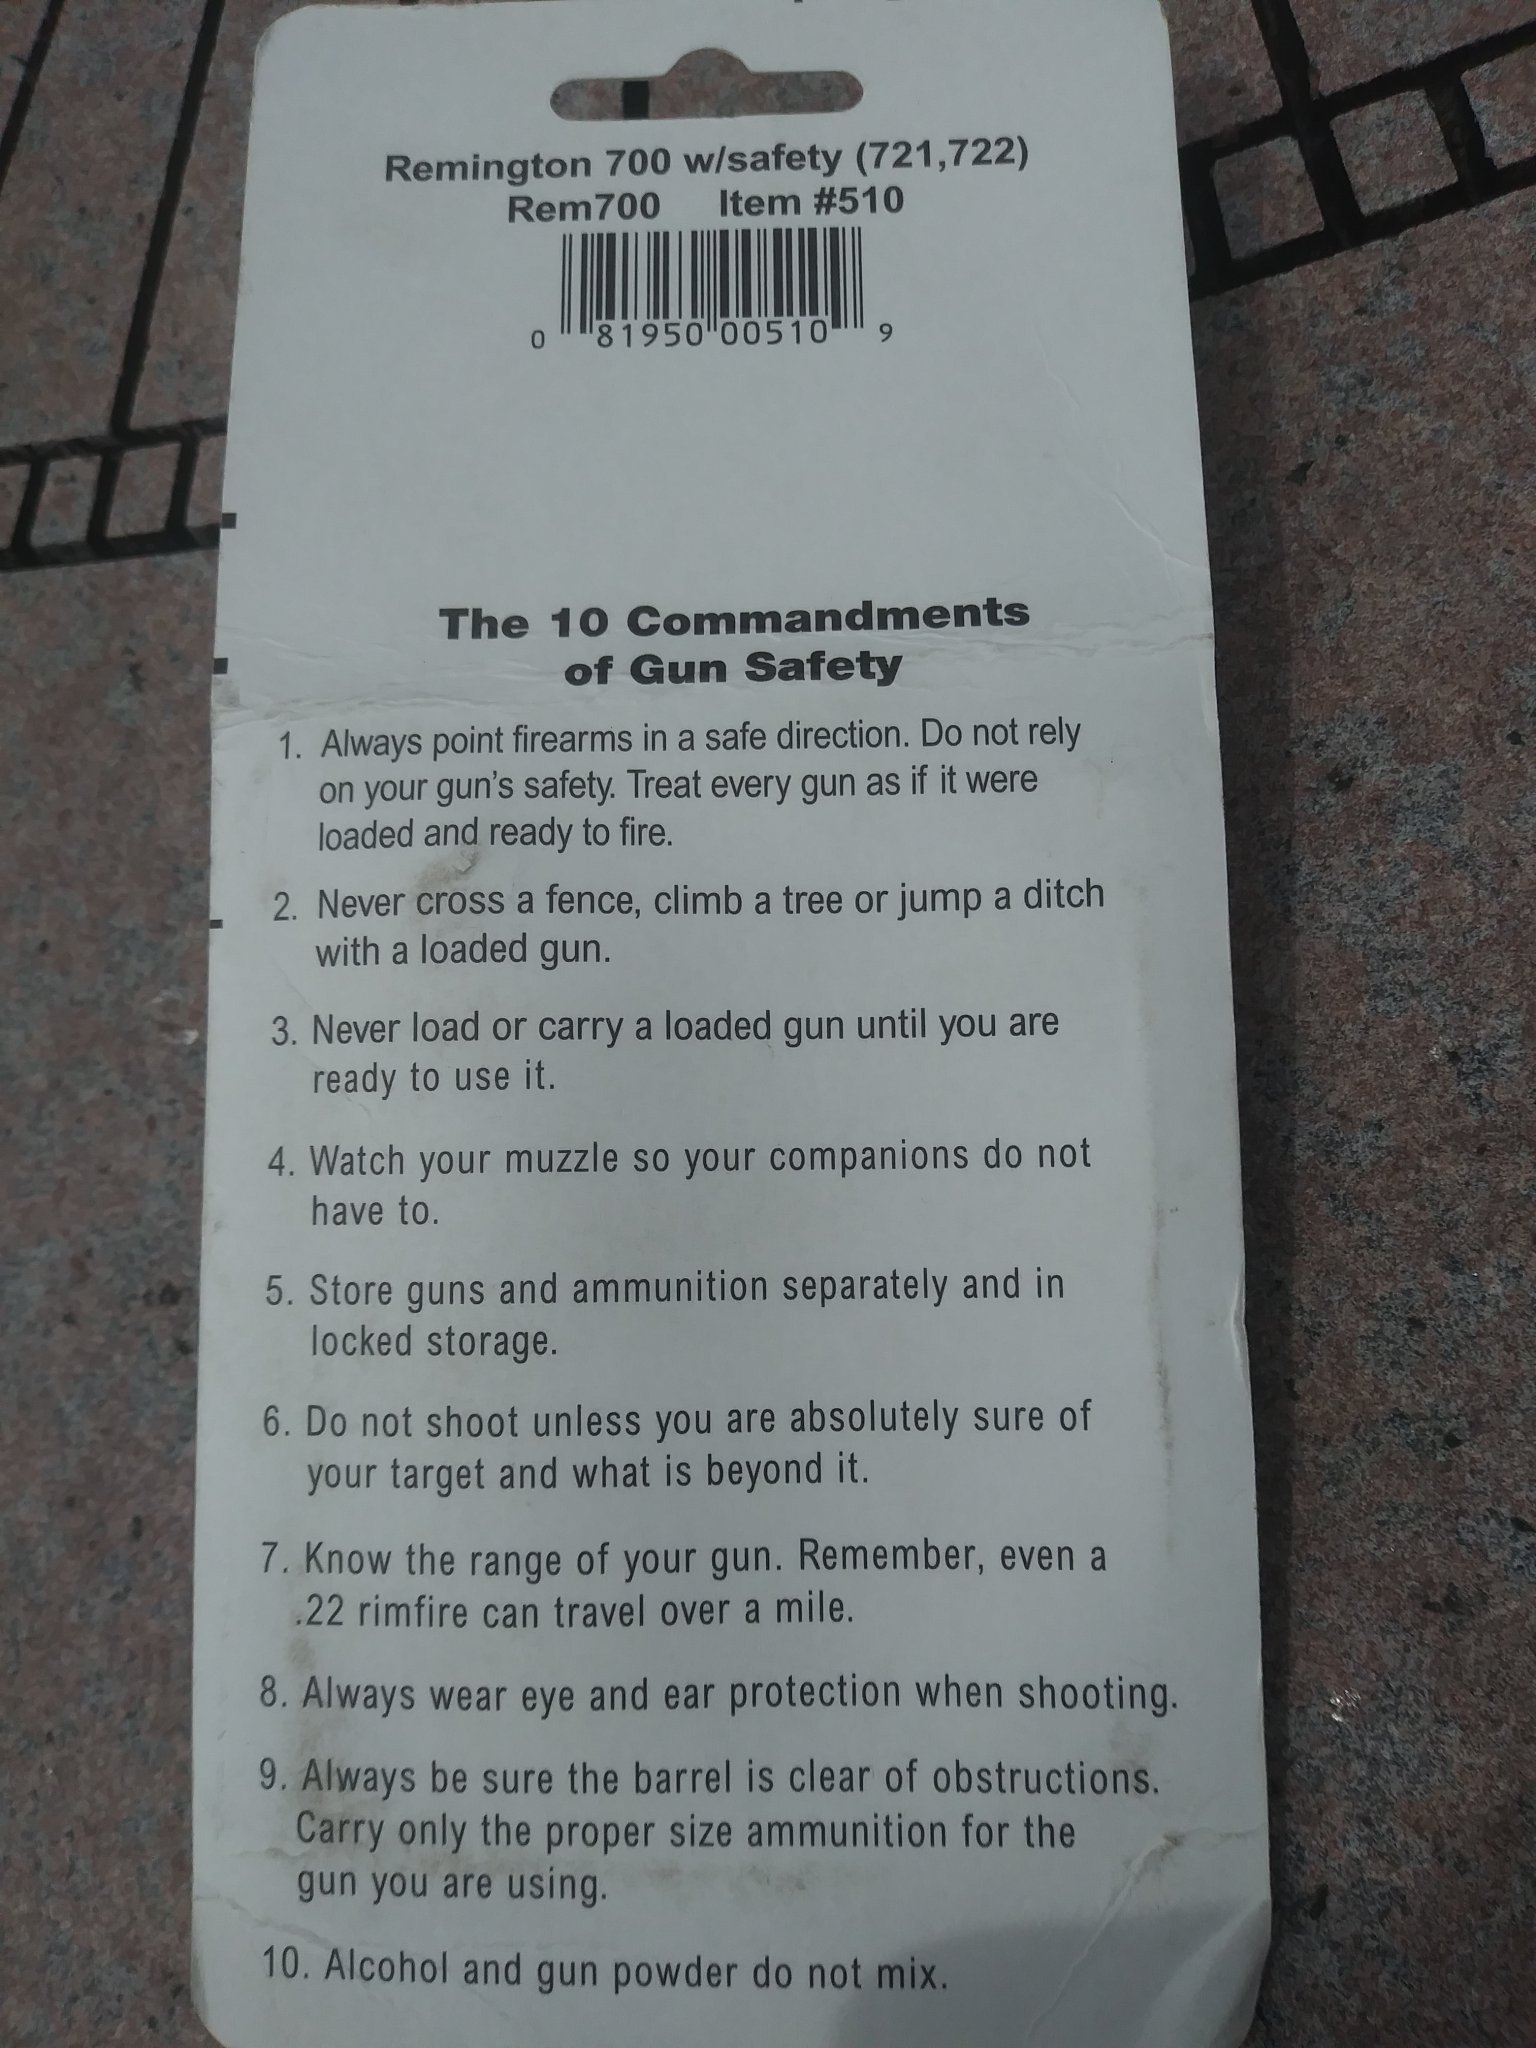 Remington 700 w/safety (721,722)
Rem700 Item #510
0 81950 00510 9
The 10 Commandments
of Gun Safety
1. Always point firearms in a safe direction. Do not rely
on your gun's safety. Treat every gun as if it were
loaded and ready to fire.
2. Never cross a fence, climb a tree or jump a ditch
with a loaded gun.
3. Never load or carry a loaded gun until you are
ready to use it.
4. Watch your muzzle so your companions do not
have to.
5. Store guns and ammunition separately and in
locked storage.
6. Do not shoot unless you are absolutely sure of
your target and what is beyond it.
7. Know the range of your gun. Remember, even a
.22 rimfire can travel over a mile.
8. Always wear eye and ear protection when shooting.
9. Always be sure the barrel is clear of obstructions.
Carry only the proper size ammunition for the
gun you are using.
10. Alcohol and gun powder do not mix.